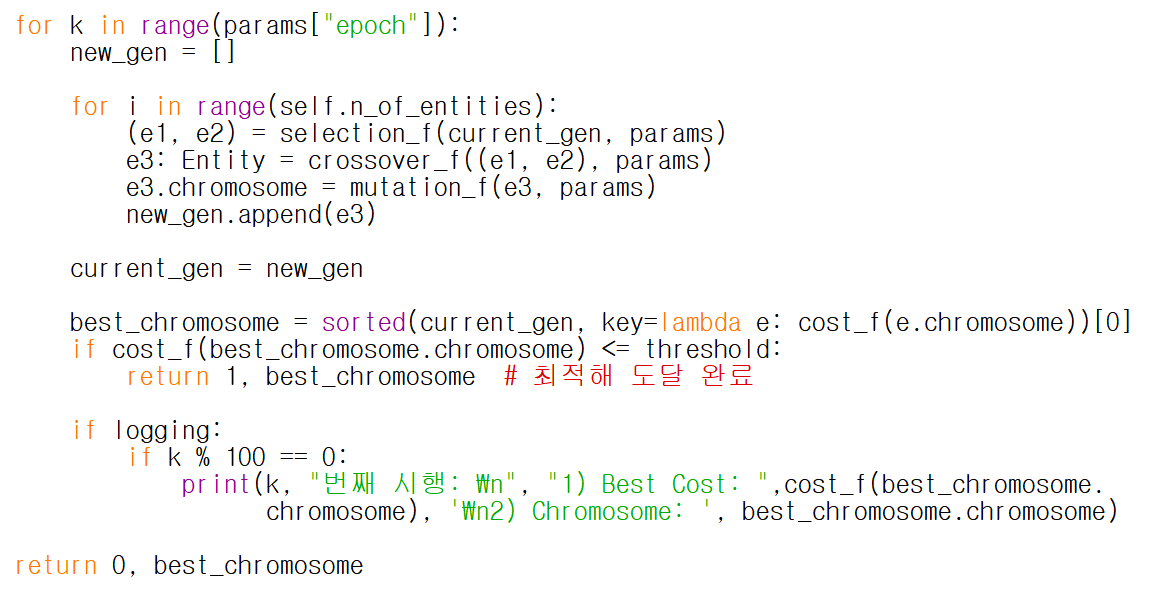 for k in range(params["epoch"]):
    new_gen = []

    for i in range(self.n_of_entities):
        (e1, e2) = selection_f(current_gen, params)
        e3: Entity = crossover_f((e1, e2), params)
        e3.chromosome = mutation_f(e3, params)
        new_gen.append(e3)

    current_gen = new_gen

    best_chromosome = sorted(current_gen, key=lambda e: cost_f(e.chromosome))[0]
    if cost_f(best_chromosome.chromosome) <= threshold:
        return 1, best_chromosome  # 최적해 도달 완료

    if logging:
        if k % 100 == 0:
            print(k, "번째 시행: ₩n", "1) Best Cost: ",cost_f(best_chromosome.
                  chromosome), '₩n2) Chromosome: ', best_chromosome.chromosome)

return 0, best_chromosome